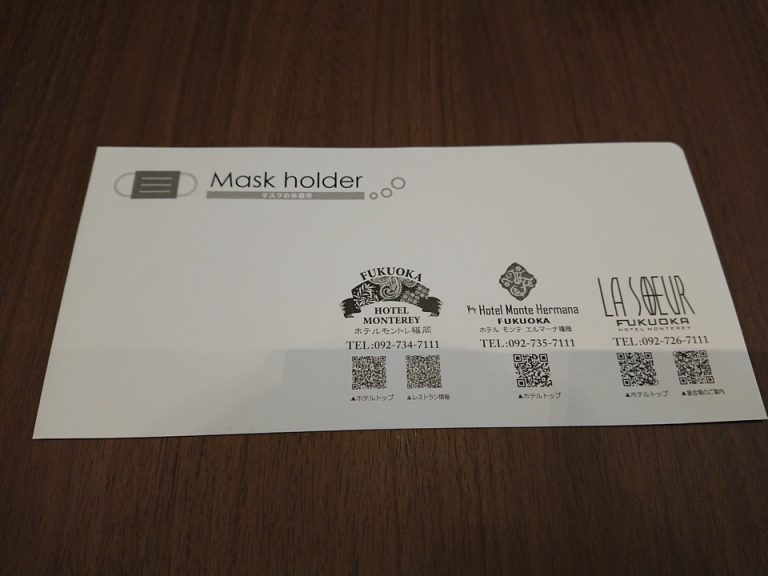 Mask holder
マスクの休憩所
FUKUOKA
HOTEL
MONTEREY
ホテルモントレ福岡
TEL:092-734-7111
▲ホテルトップ
▲レストラン情報
Hotel Monte Hermana
FUKUOKA
ホテル モンテ エルマーナ福岡
TEL:092-735-7111
▲ホテルトップ
LA SOEUR
FUKUOKA
HOTEL MONTEREY
TEL:092-726-7111
▲ホテルトップ
▲宴会場のご案内